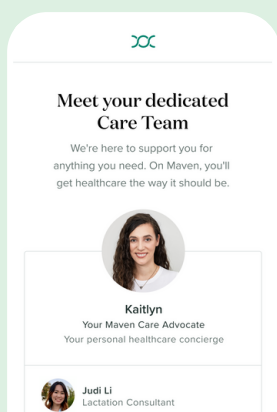 Meet your dedicated
Care Team
We're here to support you for
anything you need. On Maven, you'll
get healthcare the way it should be.
Kaitlyn
Your Maven Care Advocate
Your personal healthcare concierge
Judi Li
Lactation Consultant